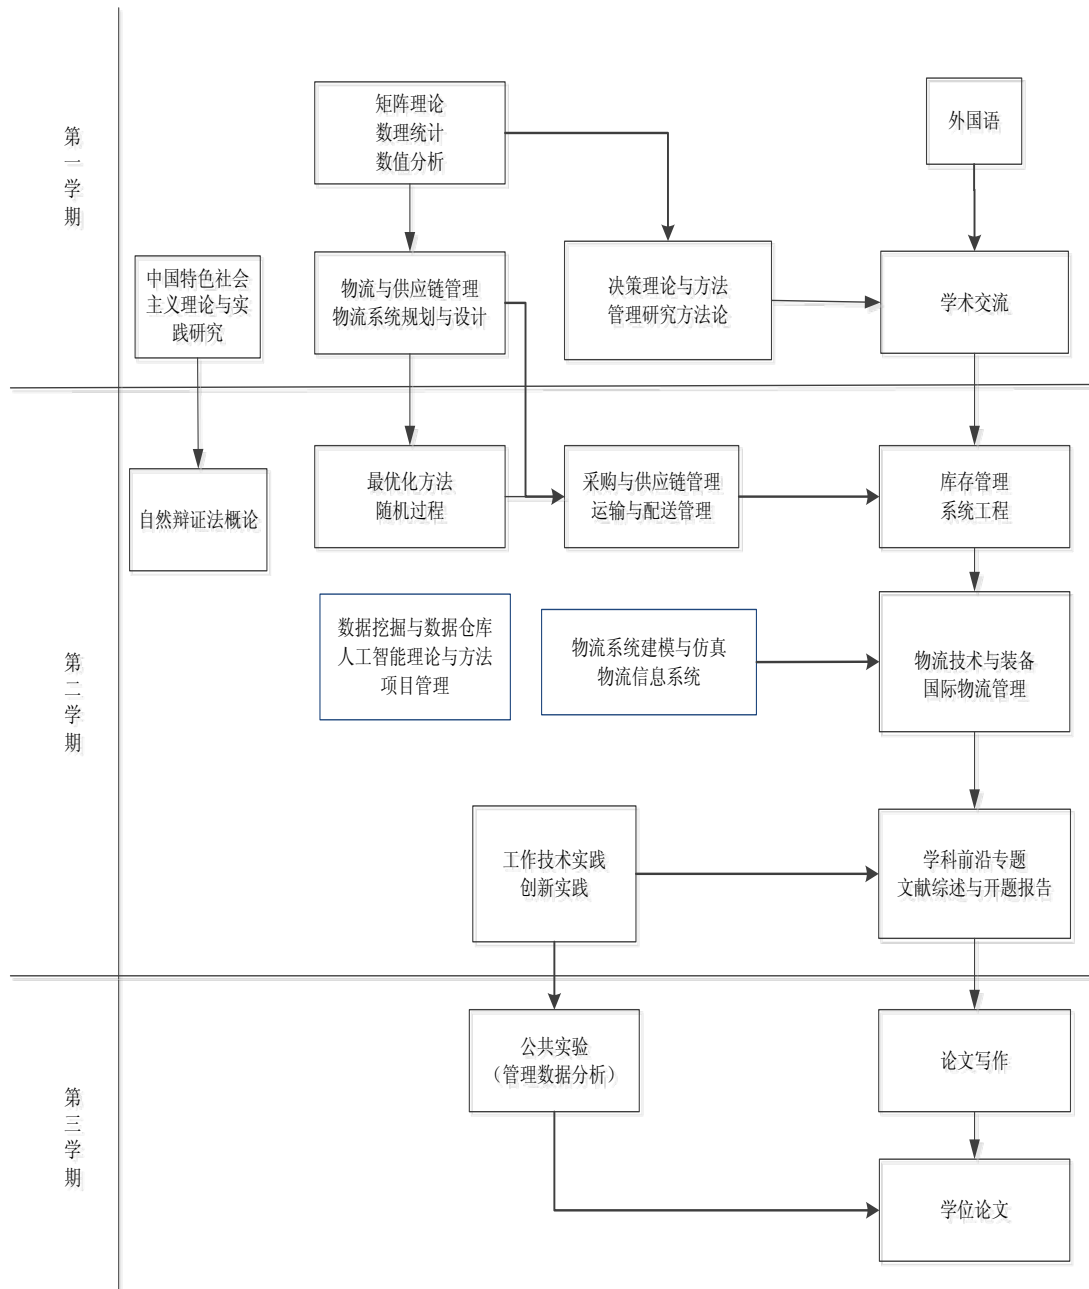 第一学期
矩阵理论
数理统计
数值分析
外国语
中国特色社会
主义理论与实
践研究
物流与供应链管理
物流系统规划与设计
决策理论与方法
管理研究方法论
学术交流
第二学期
自然辩证法概论
最优化方法
随机过程
采购与供应链管理
运输与配送管理
库存管理
系统工程
数据挖掘与数据仓库
人工智能理论与方法
项目管理
物流系统建模与仿真
物流信息系统
物流技术与装备
国际物流管理
工作技术实践
创新实践
学科前沿专题
文献综述与开题报告
第三学期
公共实验
（管理数据分析）
论文写作
学位论文